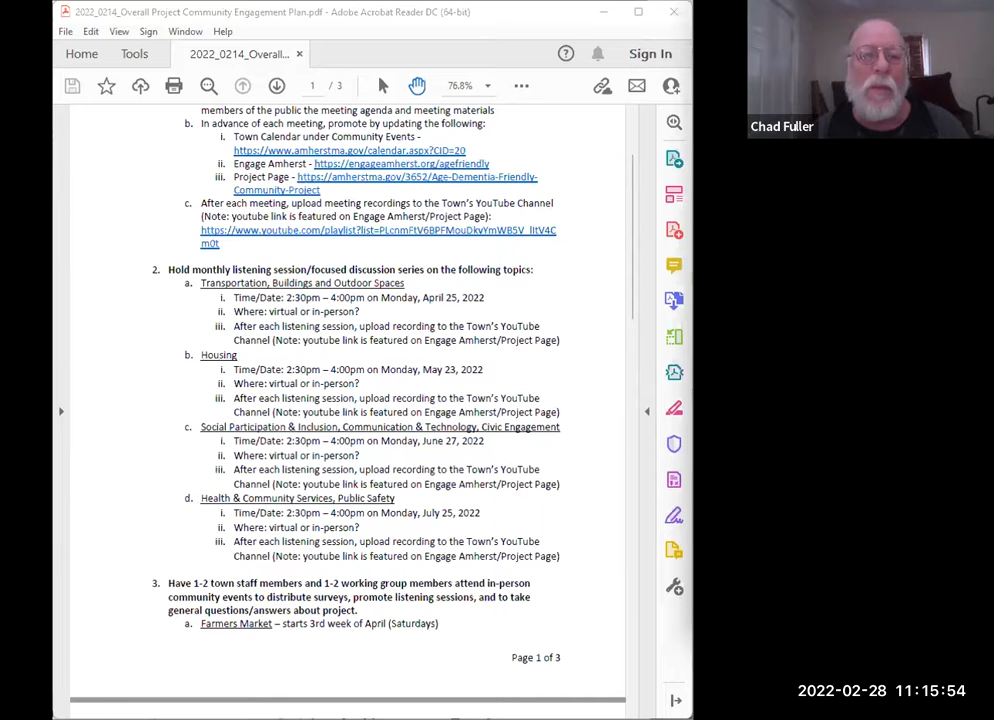 2022_0214_Overall Project Community Engagement Plan.pdf - Adobe Acrobat Reader DC (64-bit)
File Edit View Sign Window Help
Home Tools 2022_0214_Overall... × Sign In
1 / 3 76.8%
members of the public the meeting agenda and meeting materials
b. In advance of each meeting, promote by updating the following:
i. Town Calendar under Community Events -
https://www.amherstma.gov/calendar.aspx?CID=20
ii. Engage Amherst - https://engageamherst.org/agefriendly
iii. Project Page - https://amherstma.gov/3652/Age-Dementia-Friendly-
Community-Project
c. After each meeting, upload meeting recordings to the Town's YouTube Channel
(Note: youtube link is featured on Engage Amherst/Project Page):
https://www.youtube.com/playlist?list=PLcnmFtV6BPFMouDkvYmWB5V_lItV4C
m0t
2. Hold monthly listening session/focused discussion series on the following topics:
a. Transportation, Buildings and Outdoor Spaces
i. Time/Date: 2:30pm – 4:00pm on Monday, April 25, 2022
ii. Where: virtual or in-person?
iii. After each listening session, upload recording to the Town's YouTube
Channel (Note: youtube link is featured on Engage Amherst/Project Page)
b. Housing
i. Time/Date: 2:30pm – 4:00pm on Monday, May 23, 2022
ii. Where: virtual or in-person?
iii. After each listening session, upload recording to the Town's YouTube
Channel (Note: youtube link is featured on Engage Amherst/Project Page)
c. Social Participation & Inclusion, Communication & Technology, Civic Engagement
i. Time/Date: 2:30pm – 4:00pm on Monday, June 27, 2022
ii. Where: virtual or in-person?
iii. After each listening session, upload recording to the Town's YouTube
Channel (Note: youtube link is featured on Engage Amherst/Project Page)
d. Health & Community Services, Public Safety
i. Time/Date: 2:30pm – 4:00pm on Monday, July 25, 2022
ii. Where: virtual or in-person?
iii. After each listening session, upload recording to the Town's YouTube
Channel (Note: youtube link is featured on Engage Amherst/Project Page)
3. Have 1-2 town staff members and 1-2 working group members attend in-person
community events to distribute surveys, promote listening sessions, and to take
general questions/answers about project.
a. Farmers Market – starts 3rd week of April (Saturdays)
Page 1 of 3
Chad Fuller
2022-02-28 11:15:54